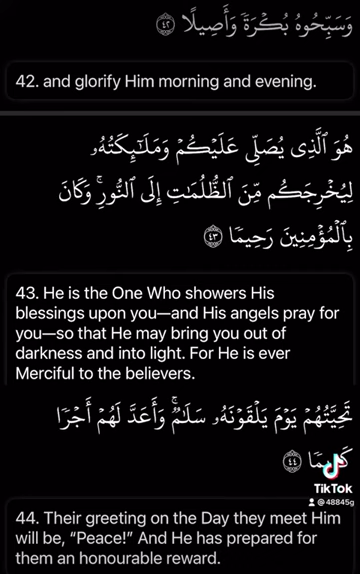 وَسَبِّحُوهُ بُكْرَةً وَأَصِيلًا ٤٢
42. and glorify Him morning and evening.
هُوَ ٱلَّذِى يُصَلِّى عَلَيْكُمْ وَمَلَـٰٓئِكَتُهُۥ
لِيُخْرِجَكُم مِّنَ ٱلظُّلُمَـٰتِ إِلَى ٱلنُّورِ ۚ وَكَانَ
بِٱلْمُؤْمِنِينَ رَحِيمًا ٤٣
43. He is the One Who showers His
blessings upon you—and His angels pray for
you—so that He may bring you out of
darkness and into light. For He is ever
Merciful to the believers.
تَحِيَّتُهُمْ يَوْمَ يَلْقَوْنَهُۥ سَلَـٰمٌ ۚ وَأَعَدَّ لَهُمْ أَجْرًا
كَرِيمًا ٤٤
TikTok
@48845g
44. Their greeting on the Day they meet Him
will be, “Peace!” And He has prepared for
them an honourable reward.